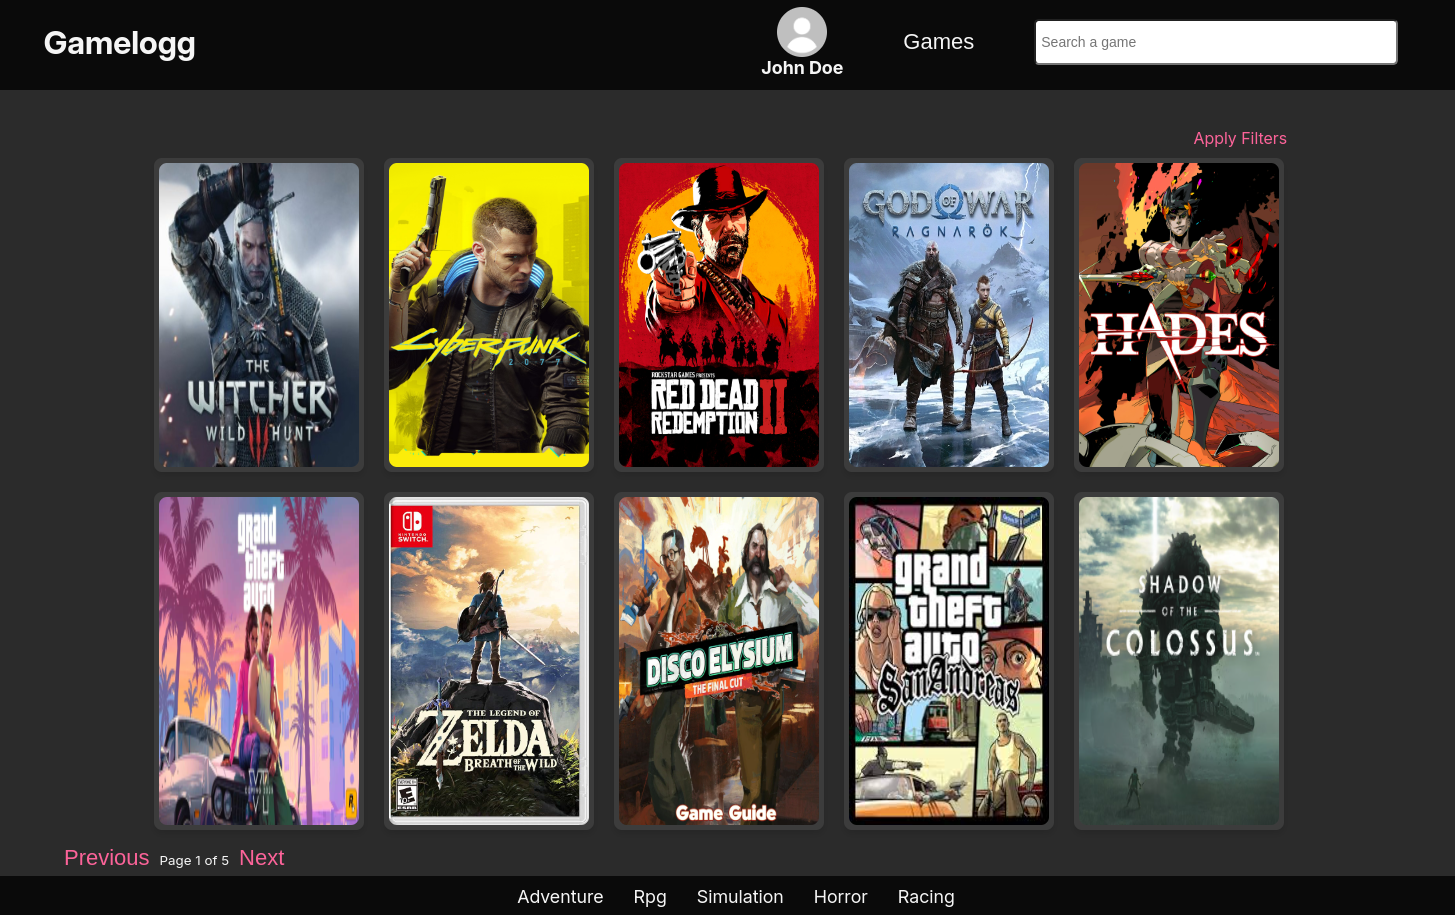 Gamelogg
John Doe
Games
Search a game
Apply Filters
THE
WITCHER
WILD HUNT
Cyberpunk
2077
ROCKSTAR GAMES PRESENTS
RED DEAD
REDEMPTION II
GOD OF WAR
RAGNARÖK
HADES
grand
theft
auto
VI
COMING 2025
R
NINTENDO
SWITCH
THE LEGEND OF
ZELDA
BREATH OF THE WILD
E
ESRB
DISCO ELYSIUM
THE FINAL CUT
Game Guide
grand
theft
auto
San Andreas
SHADOW
OF THE
COLOSSUS
Previous Page 1 of 5 Next
Adventure Rpg Simulation Horror Racing